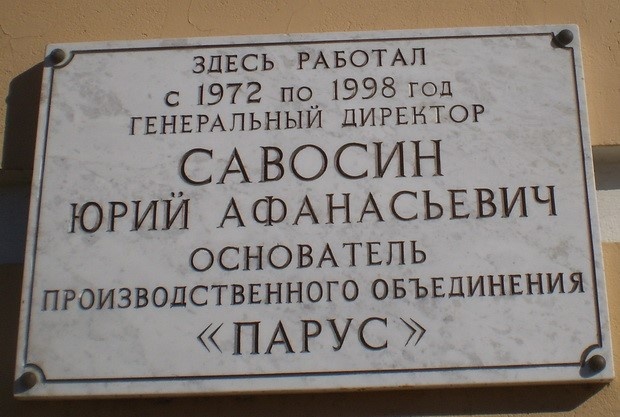 ЗДЕСЬ РАБОТАЛ
с 1972 по 1998 год
ГЕНЕРАЛЬНЫЙ ДИРЕКТОР
САВОСИН
ЮРИЙ АФАНАСЬЕВИЧ
ОСНОВАТЕЛЬ
ПРОИЗВОДСТВЕННОГО ОБЪЕДИНЕНИЯ
«ПАРУС»